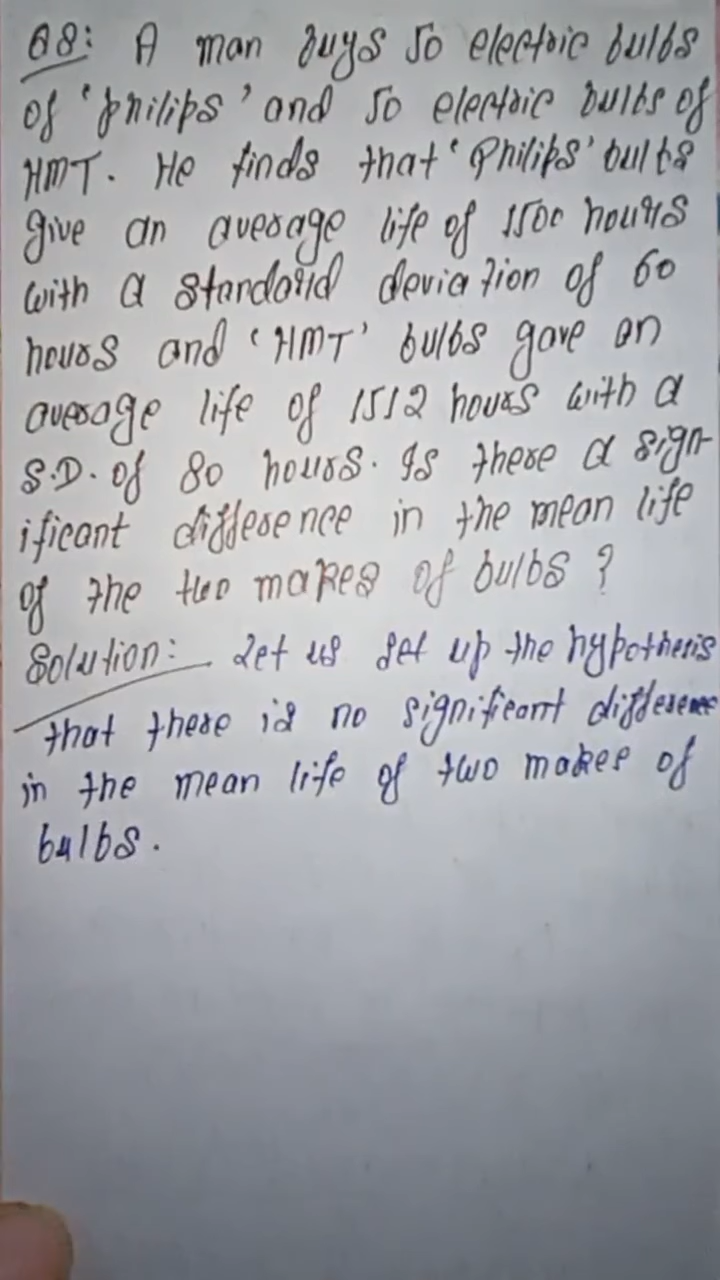 Q8: A man buys 50 electric bulbs
of 'Philips' and 50 electric bulbs of
HMT. He finds that 'Philips' bulbs
give an average life of 1500 hours
with a standard deviation of 60
hours and 'HMT' bulbs gave an
average life of 1512 hours with a
S.D. of 80 hours. Is there a sign-
ificant difference in the mean life
of the two makes of bulbs ?
Solution: Let us set up the hypothesis
that there is no significant difference
in the mean life of two makes of
bulbs.